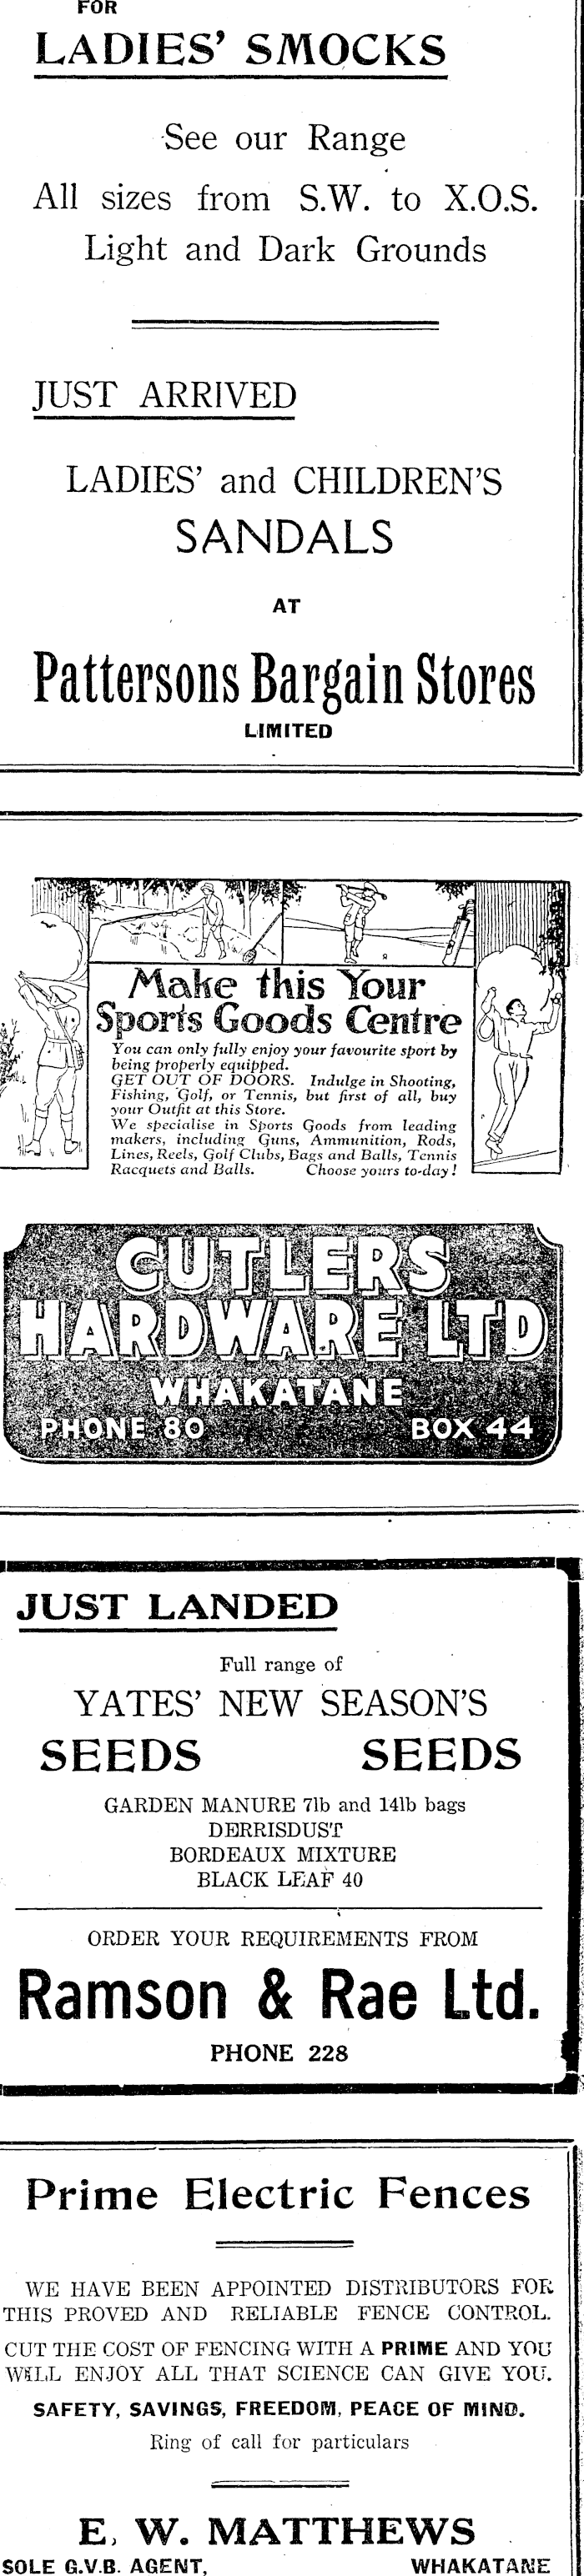 FOR
LADIES' SMOCKS
See our Range
All sizes from S.W. to X.O.S.
Light and Dark Grounds
JUST ARRIVED
LADIES' and CHILDREN'S
SANDALS
AT
Pattersons Bargain Stores
LIMITED
Make this Your
Sports Goods Centre
You can only fully enjoy your favourite sport by
being properly equipped.
GET OUT OF DOORS. Indulge in Shooting,
Fishing, Golf, or Tennis, but first of all, buy
your Outfit at this Store.
We specialise in Sports Goods from leading
makers, including Guns, Ammunition, Rods,
Lines, Reels, Golf Clubs, Bags and Balls, Tennis
Racquets and Balls. Choose yours to-day!
CUTLERS
HARDWARE LTD
WHAKATANE
PHONE 80 BOX 44
JUST LANDED
Full range of
YATES' NEW SEASON'S
SEEDS SEEDS
GARDEN MANURE 7lb and 14lb bags
DERRISDUST
BORDEAUX MIXTURE
BLACK LEAF 40
ORDER YOUR REQUIREMENTS FROM
Ramson & Rae Ltd.
PHONE 228
Prime Electric Fences
WE HAVE BEEN APPOINTED DISTRIBUTORS FOR
THIS PROVED AND RELIABLE FENCE CONTROL.
CUT THE COST OF FENCING WITH A PRIME AND YOU
WILL ENJOY ALL THAT SCIENCE CAN GIVE YOU.
SAFETY, SAVINGS, FREEDOM, PEACE OF MIND.
Ring of call for particulars
E. W. MATTHEWS
SOLE G.V.B. AGENT, WHAKATANE